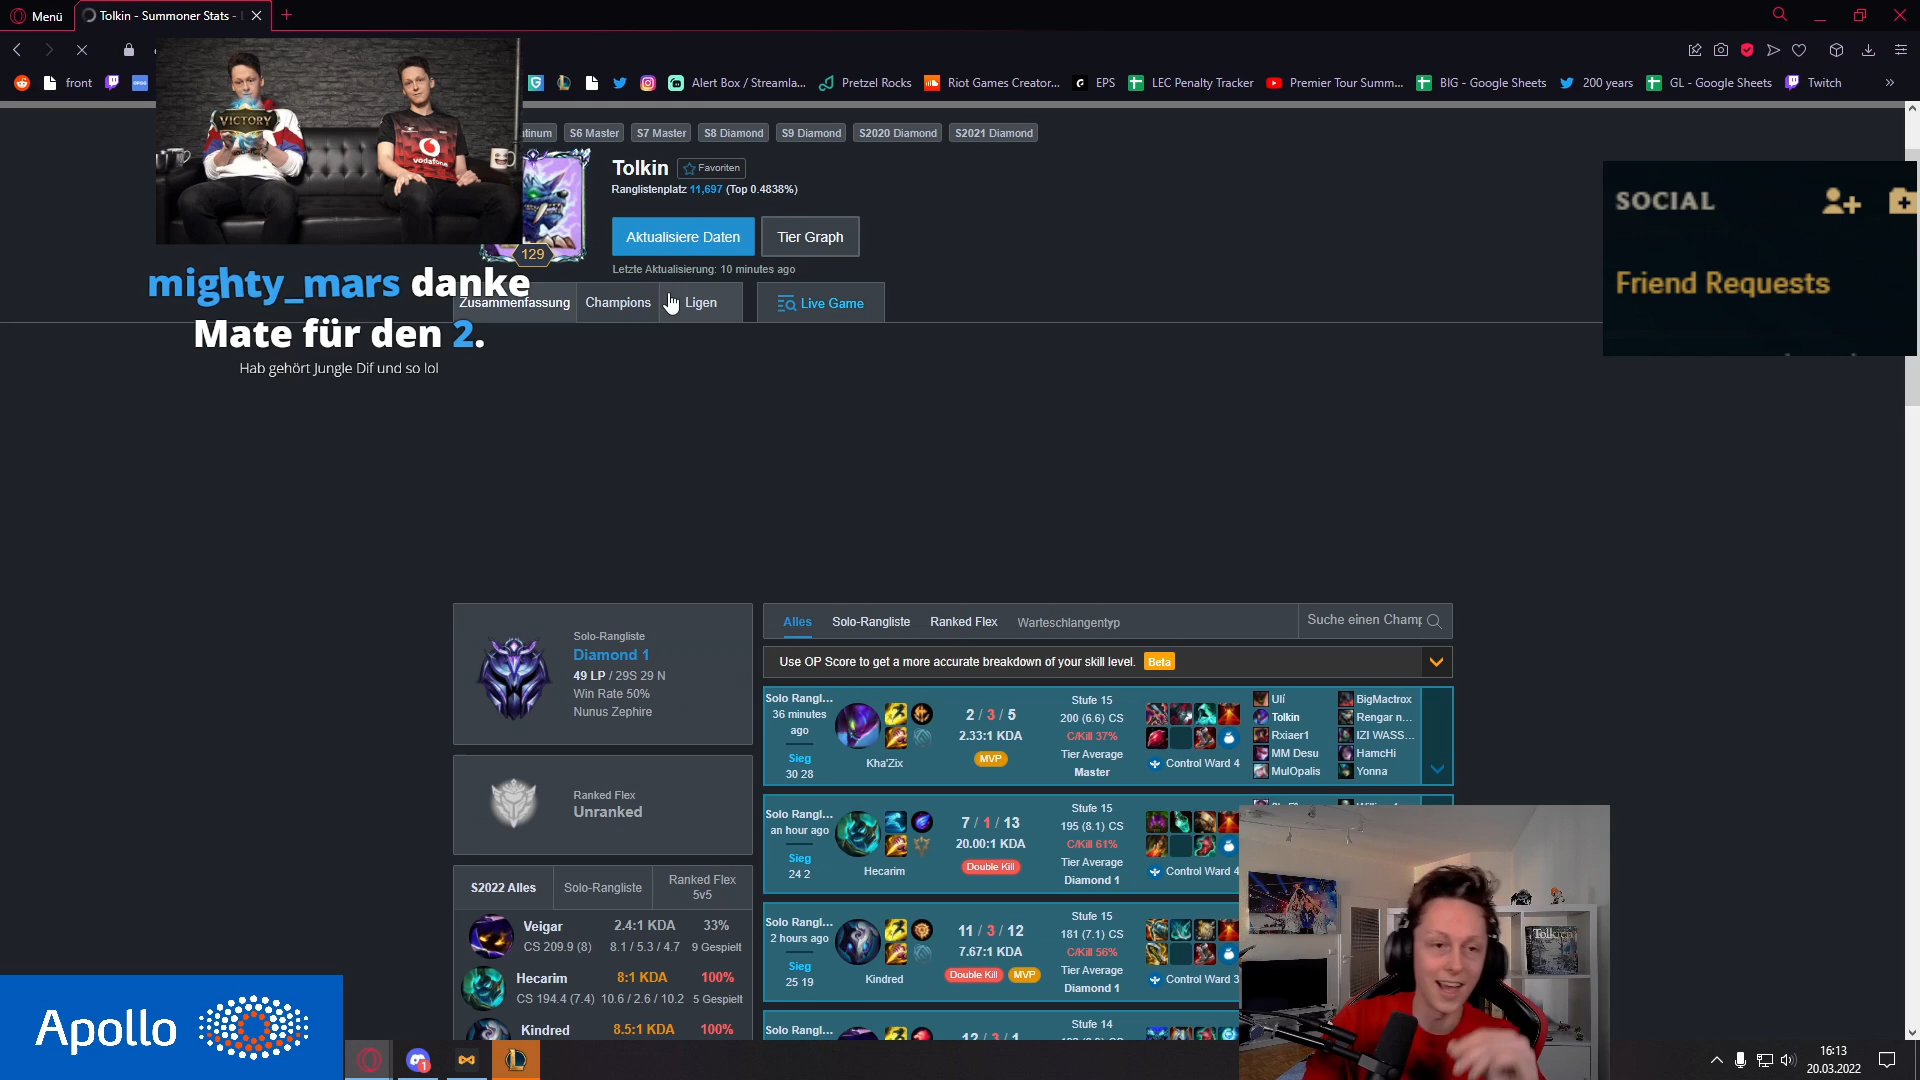 Menü
Tolkin - Summoner Stats -
front
Alert Box / Streamla...
Pretzel Rocks
Riot Games Creator...
EPS
LEC Penalty Tracker
Premier Tour Summ...
BIG - Google Sheets
200 years
GL - Google Sheets
Twitch
VICTORY
vodafone
S6 Master
S7 Master
S8 Diamond
S9 Diamond
S2020 Diamond
S2021 Diamond
Tolkin
Favoriten
Ranglistenplatz 11,697 (Top 0.4838%)
Aktualisiere Daten
Tier Graph
129
Letzte Aktualisierung: 10 minutes ago
Zusammenfassung
Champions
Ligen
Live Game
SOCIAL
Friend Requests
mighty_mars danke
Mate für den 2.
Hab gehört Jungle Dif und so lol
Solo-Rangliste
Diamond 1
49 LP / 29S 29 N
Win Rate 50%
Nunus Zephire
Ranked Flex
Unranked
S2022 Alles
Solo-Rangliste
Ranked Flex
5v5
Veigar
2.4:1 KDA
33%
CS 209.9 (8)
8.1 / 5.3 / 4.7
9 Gespielt
Hecarim
8:1 KDA
100%
CS 194.4 (7.4)
10.6 / 2.6 / 10.2
5 Gespielt
Kindred
8.5:1 KDA
100%
Alles
Solo-Rangliste
Ranked Flex
Warteschlangentyp
Suche einen Champ
Use OP Score to get a more accurate breakdown of your skill level.
Beta
Solo Rangl...
36 minutes
ago
Sieg
30 28
Kha'Zix
2 / 3 / 5
2.33:1 KDA
MVP
Stufe 15
200 (6.6) CS
C/Kill 37%
Tier Average
Master
Control Ward 4
Ulí
Tolkin
Rxiaer1
MM Desu
MulOpalis
BigMactrox
Rengar n...
IZI WASS...
HamcHi
Yonna
Solo Rangl...
an hour ago
Sieg
24 2
Hecarim
7 / 1 / 13
20.00:1 KDA
Double Kill
Stufe 15
195 (8.1) CS
C/Kill 61%
Tier Average
Diamond 1
Control Ward 4
Solo Rangl...
2 hours ago
Sieg
25 19
Kindred
11 / 3 / 12
7.67:1 KDA
Double Kill
MVP
Stufe 15
181 (7.1) CS
C/Kill 56%
Tier Average
Diamond 1
Control Ward 3
Solo Rangl...
12 / 3 / 1
Stufe 14
Tolkien
Apollo
1
16:13
20.03.2022